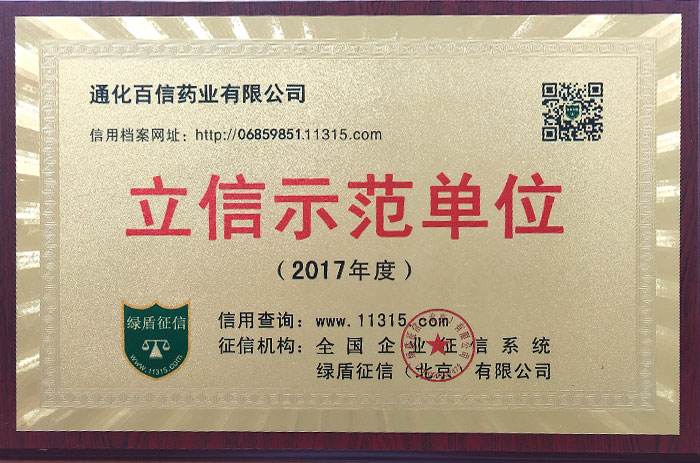 通化百信药业有限公司
信用档案网址：http://06859851.11315.com
立信示范单位
（2017年度）
绿盾征信
www.11315.com
信用查询：www.11315.com
征信机构：全国企业征信系统
绿盾征信（北京）有限公司